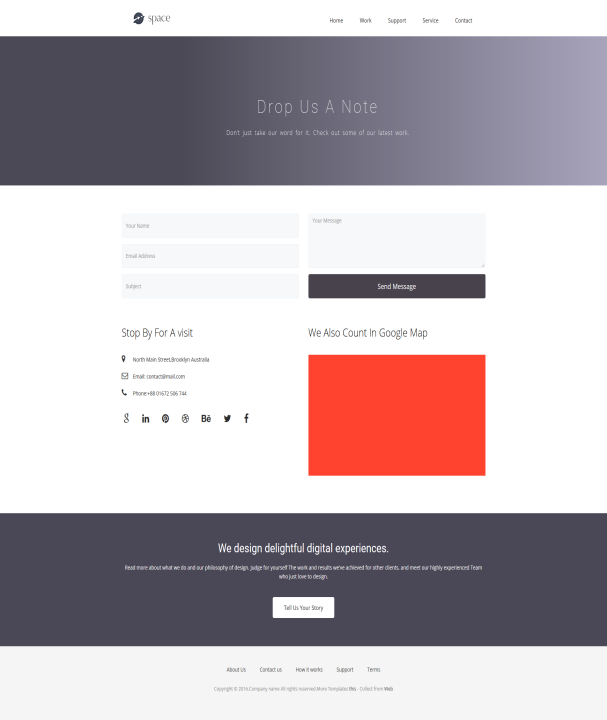 space
Home Work Support Service Contact
Drop Us A Note
Don't just take our word for it. Check out some of our latest work.
Your Name
Your Message
Email Address
Subject
Send Message
Stop By For A visit
We Also Count In Google Map
North Main Street,Brooklyn Australia
Email: contact@mail.com
Phone:+88 01672 506 744
We design delightful digital experiences.
Read more about what we do and our philosophy of design. Judge for yourself The work and results we've achieved for other clients, and meet our highly experienced Team
who just love to design.
Tell Us Your Story
About Us Contact us How it works Support Terms
Copyright © 2016.Company name All rights reserved.More Templates this - Collect from Web